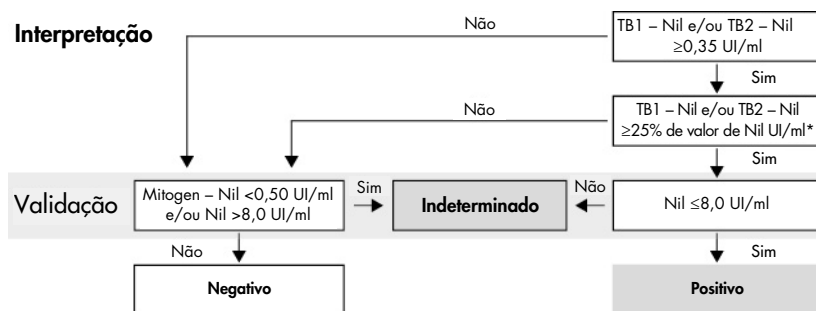 Interpretação
Não
TB1 – Nil e/ou TB2 – Nil
≥0,35 UI/ml
Sim
Não
TB1 – Nil e/ou TB2 – Nil
≥25% de valor de Nil UI/ml*
Sim
Validação
Mitogen – Nil <0,50 UI/ml
e/ou Nil >8,0 UI/ml
Sim
Indeterminado
Não
Nil ≤8,0 UI/ml
Não
Sim
Negativo
Positivo